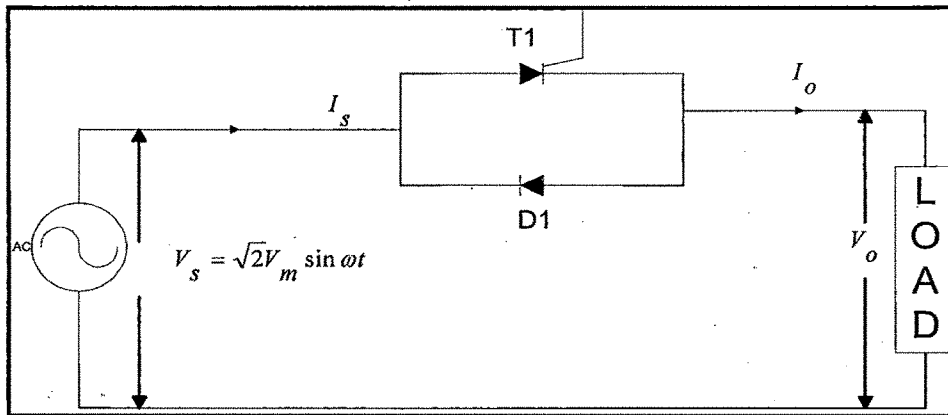 T1
I_s
I_o
D1
AC
V_s = √2V_m sin ωt
V_o
L
O
A
D